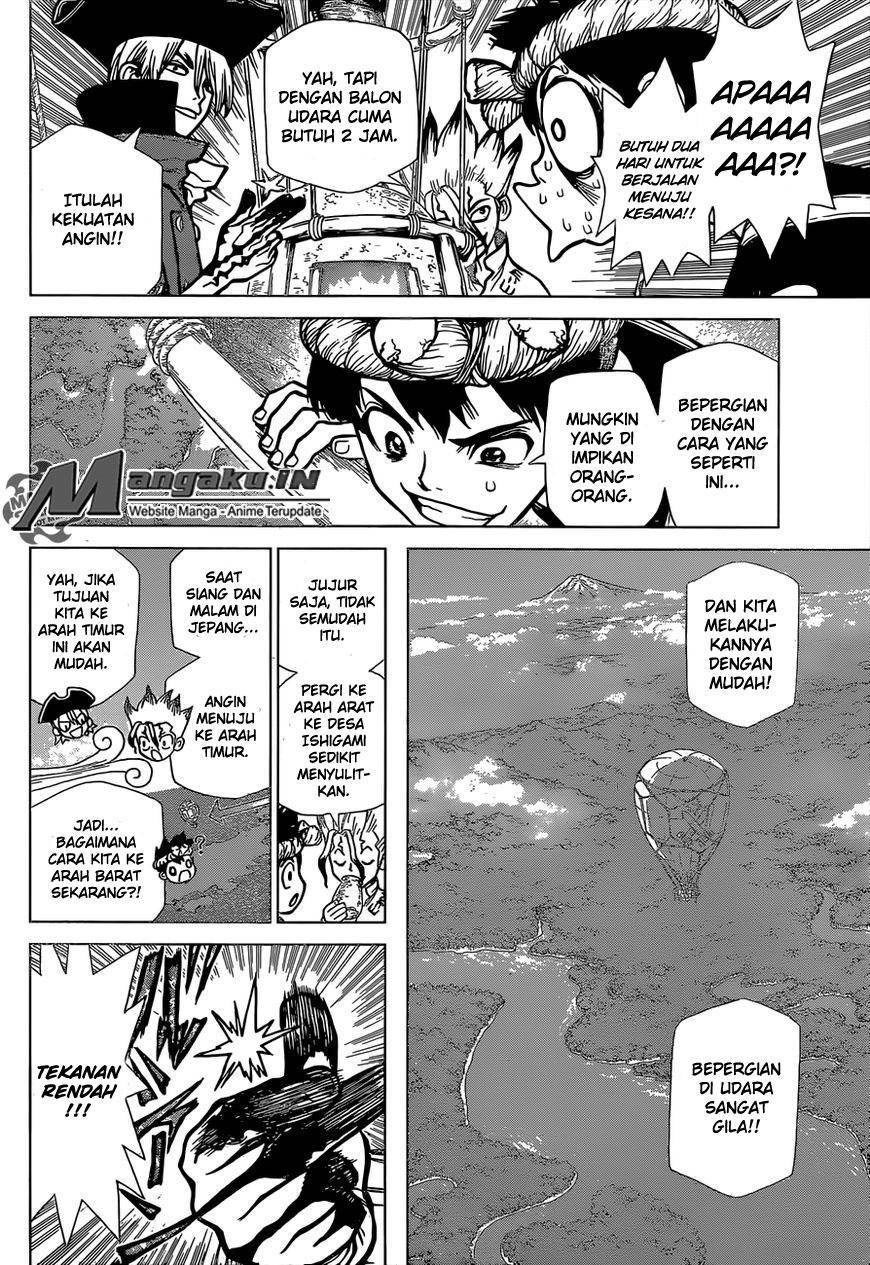 APAAA
AAAAA
AAA?!
BUTUH DUA
HARI UNTUK
BERJALAN
MENUJU
KESANA!!
YAH, TAPI
DENGAN BALON
UDARA CUMA
BUTUH 2 JAM.
ITULAH
KEKUATAN
ANGIN!!
BEPERGIAN
DENGAN
CARA YANG
SEPERTI
INI...
MUNGKIN
YANG DI
IMPIKAN
ORANG-
ORANG.
Mangaku.in
Website Manga - Anime Terupdate
DAN KITA
MELAKU-
KANNYA
DENGAN
MUDAH!
BEPERGIAN
DI UDARA
SANGAT
GILA!!
JUJUR
SAJA, TIDAK
SEMUDAH
ITU.
PERGI KE
ARAH ARAT
KE DESA
ISHIGAMI
SEDIKIT
MENYULIT-
KAN.
SAAT
SIANG DAN
MALAM DI
JEPANG...
ANGIN
MENUJU
KE ARAH
TIMUR.
YAH, JIKA
TUJUAN
KITA KE
ARAH TIMUR
INI AKAN
MUDAH.
?
JADI...
BAGAIMANA
CARA KITA KE
ARAH BARAT
SEKARANG?!
TEKANAN
RENDAH
!!!